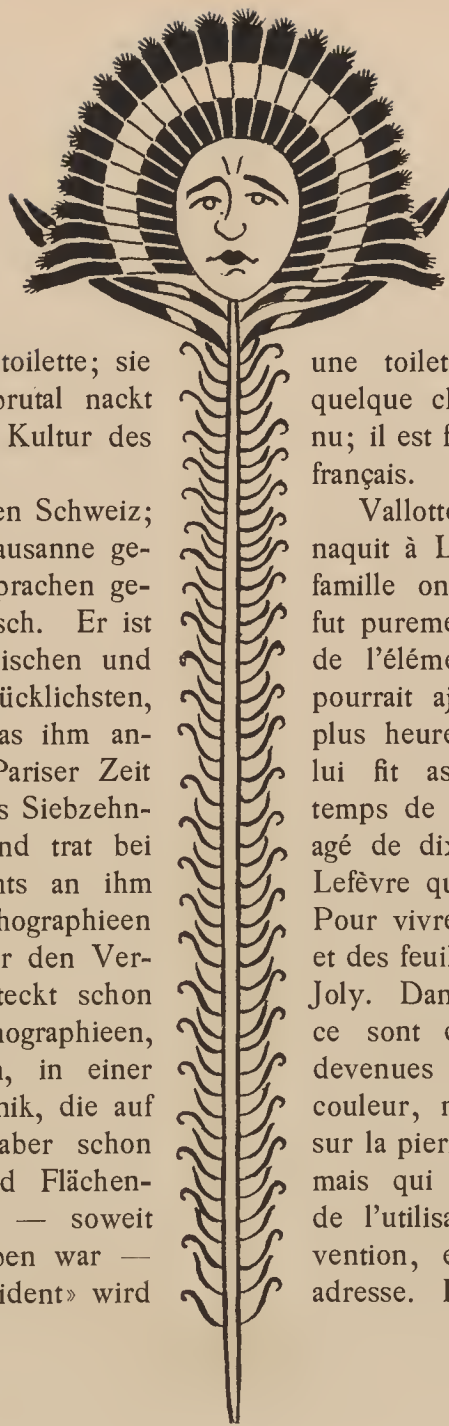 toilette; sie
brutal nackt
Kultur des
en Schweiz;
ausanne ge-
prachen ge-
sch. Er ist
ischen und
ücklichsten,
as ihm an-
Pariser Zeit
s Siebzehn-
nd trat bei
nts an ihm
hographieen
r den Ver-
teckt schon
nographieen,
n, in einer
nik, die auf
aber schon
d Flächen-
— soweit
ben war —
sident» wird
une toilet
quelque cl
nu; il est f
français.
Vallotte
naquit à L
famille on
fut pureme
de l'éléme
pourrait aj
plus heure
lui fit as
temps de
agé de dix
Lefèvre qu
Pour vivre
et des feuil
Joly. Dan
ce sont c
devenues
couleur, n
sur la pier
mais qui
de l'utilisa
vention, e
adresse. I